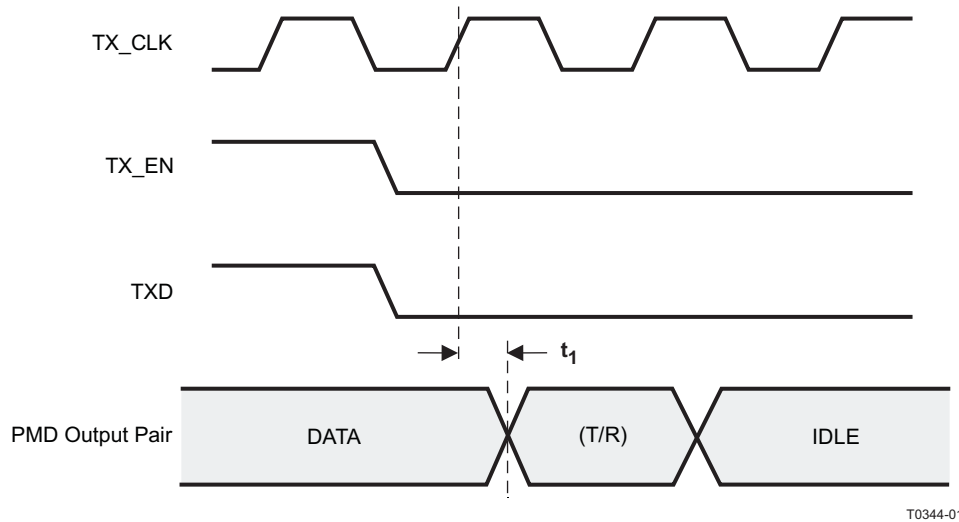 TX_CLK
TX_EN
TXD
t1
PMD Output Pair
DATA
(T/R)
IDLE
T0344-01